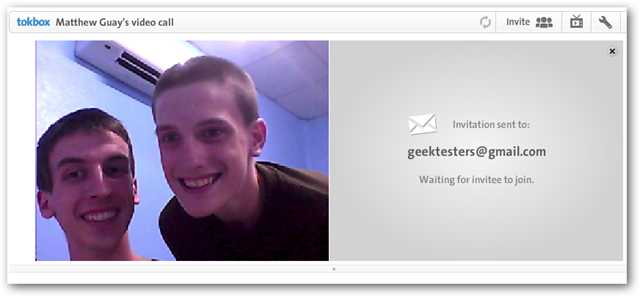 tokbox Matthew Guay's video call Invite
Invitation sent to:
geektesters@gmail.com
Waiting for invitee to join.